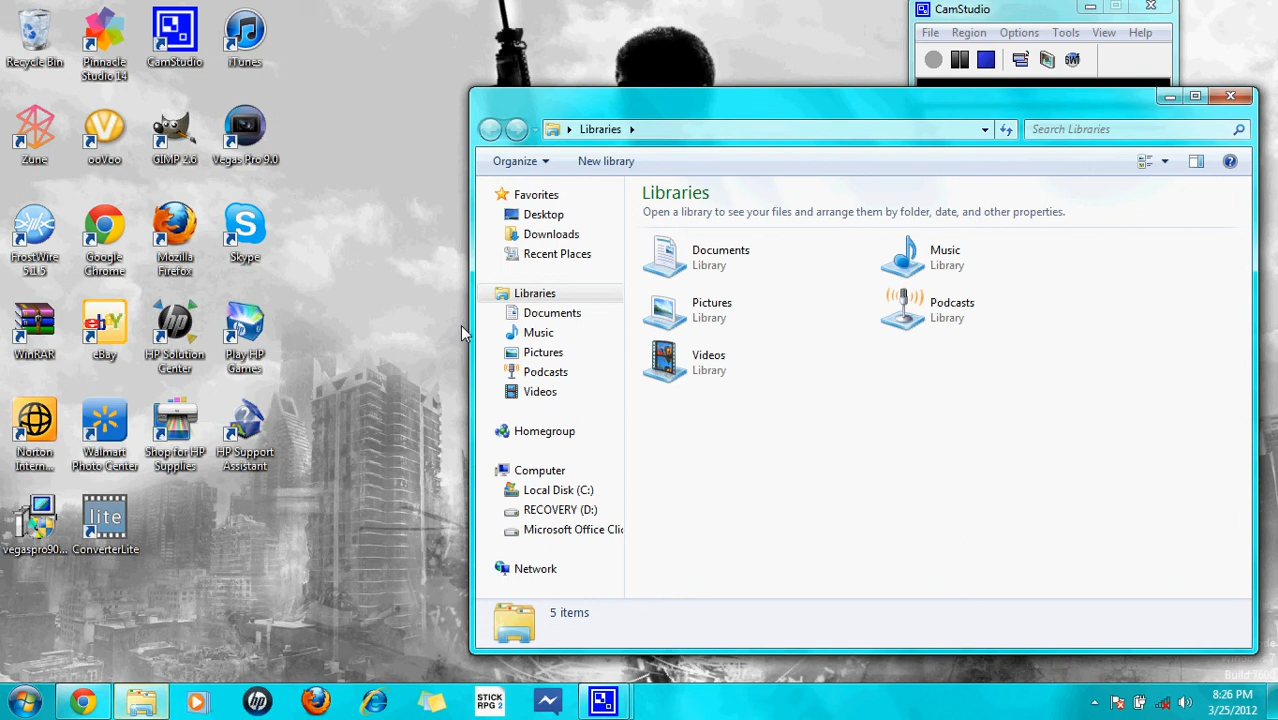 Recycle Bin
Pinnacle
Studio 14
CamStudio
iTunes
Zune
ooVoo
GIMP 2.6
Vegas Pro 9.0
FrostWire
5.1.5
Google
Chrome
Mozilla
Firefox
Skype
WinRAR
ebY
eBay
HP Solution
Center
Play HP
Games
Norton
Intern...
Walmart
Photo Center
Shop for HP
Supplies
HP Support
Assistant
vegaspro90...
lite
ConverterLite
CamStudio
File Region Options Tools View Help
SWF
Libraries
Search Libraries
Organize
New library
Favorites
Desktop
Downloads
Recent Places
Libraries
Documents
Music
Pictures
Podcasts
Videos
Homegroup
Computer
Local Disk (C:)
RECOVERY (D:)
Microsoft Office Clic
Network
Libraries
Open a library to see your files and arrange them by folder, date, and other properties.
Documents
Library
Music
Library
Pictures
Library
Podcasts
Library
Videos
Library
5 items
Build 7600
STICK
RPG 2
8:26 PM
3/25/2012